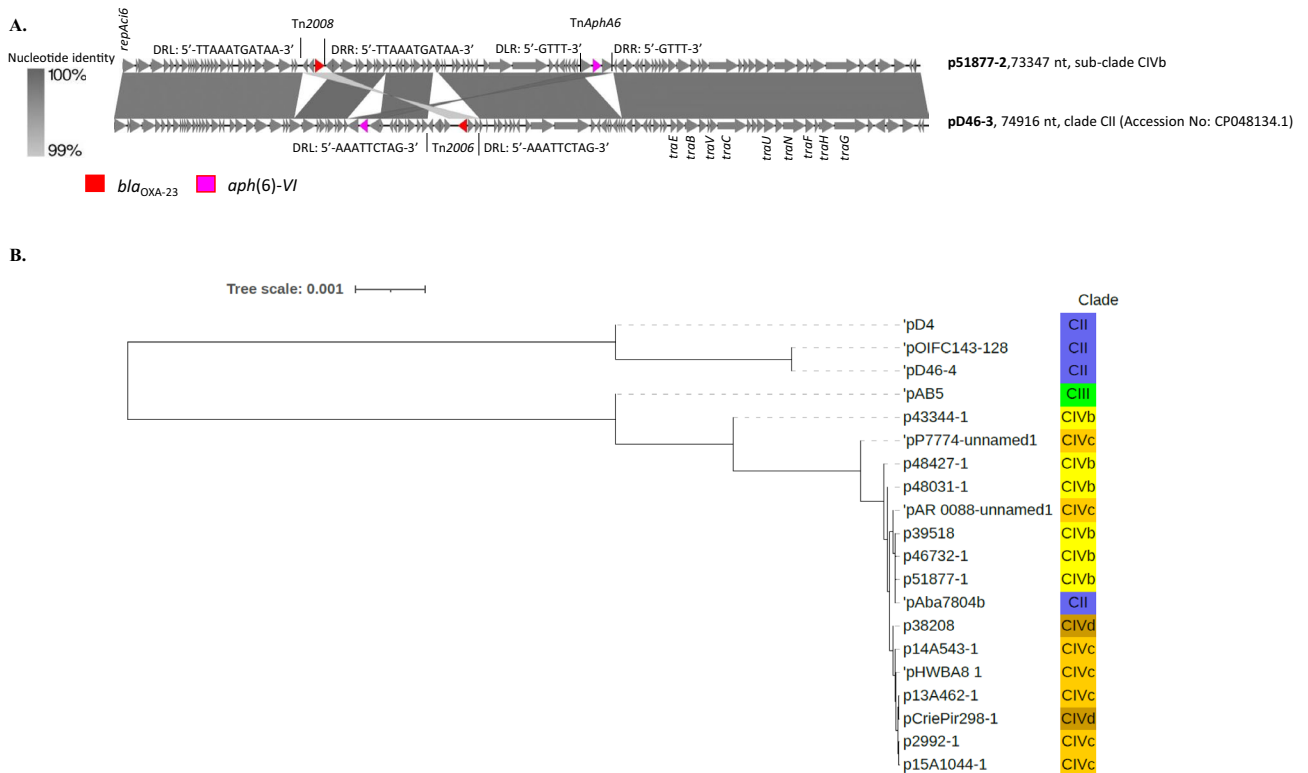 A.
repAci6
Tn2008
TnAphA6
DRL: 5’-TTAAATGATAA-3’
DRR: 5’-TTAAATGATAA-3’
DLR: 5’-GTTT-3’
DRR: 5’-GTTT-3’
Nucleotide identity
100%
99%
p51877-2,73347 nt, sub-clade CIVb
pD46-3, 74916 nt, clade CII (Accession No: CP048134.1)
DRL: 5’-AAATTCTAG-3’
Tn2006
DRL: 5’-AAATTCTAG-3’
traE
traB
traV
traC
traU
traN
traF
traH
traG
blaOXA-23
aph(6)-VI
B.
Tree scale: 0.001
Clade
'pD4 CII
'pOIFC143-128 CII
'pD46-4 CII
'pAB5 CIII
p43344-1 CIVb
'pP7774-unnamed1 CIVc
p48427-1 CIVb
p48031-1 CIVb
'pAR 0088-unnamed1 CIVc
p39518 CIVb
p46732-1 CIVb
p51877-1 CIVb
'pAba7804b CII
p38208 CIVd
p14A543-1 CIVc
'pHWBA8 1 CIVc
p13A462-1 CIVc
pCriePir298-1 CIVd
p2992-1 CIVc
p15A1044-1 CIVc